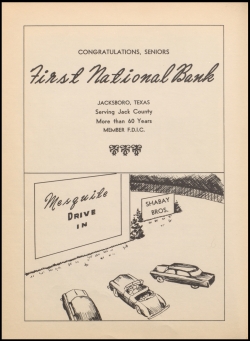 CONGRATULATIONS, SENIORS
First National Bank
JACKSBORO, TEXAS
Serving Jack County
More than 60 Years
MEMBER F.D.I.C.
Mesquite
DRIVE
IN
SHABAY
BROS.